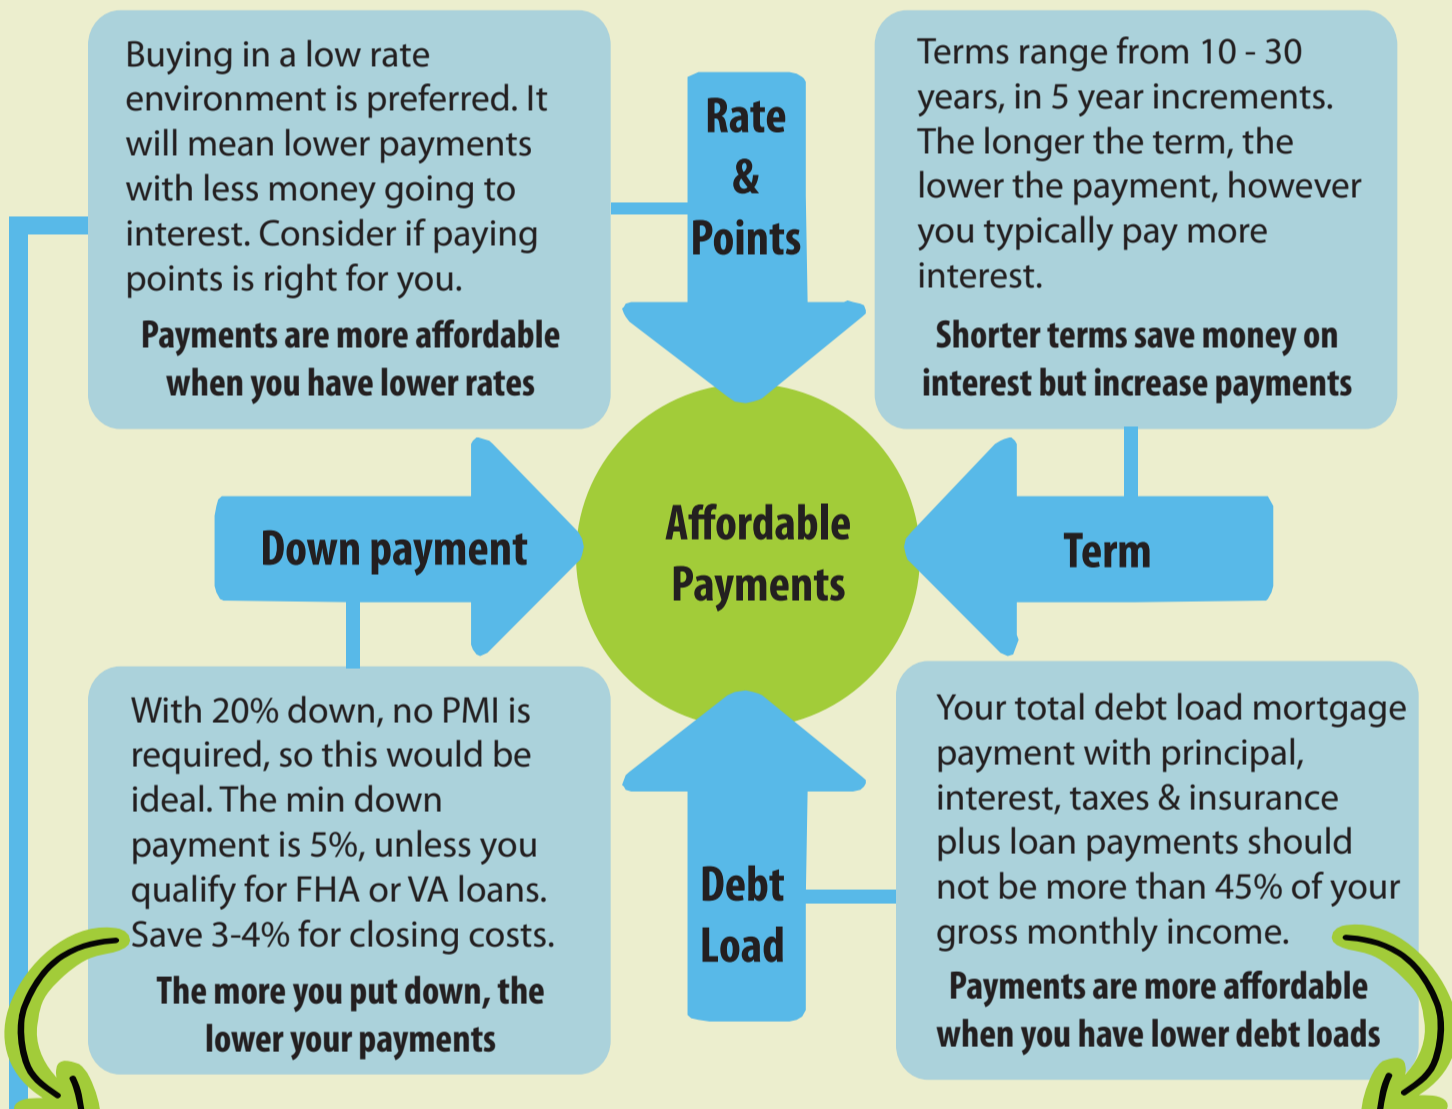 Buying in a low rate
environment is preferred. It
will mean lower payments
with less money going to
interest. Consider if paying
points is right for you.
Payments are more affordable
when you have lower rates
Rate
&
Points
Terms range from 10 - 30
years, in 5 year increments.
The longer the term, the
lower the payment, however
you typically pay more
interest.
Shorter terms save money on
interest but increase payments
Down payment
Affordable
Payments
Term
With 20% down, no PMI is
required, so this would be
ideal. The min down
payment is 5%, unless you
qualify for FHA or VA loans.
Save 3-4% for closing costs.
The more you put down, the
lower your payments
Debt
Load
Your total debt load mortgage
payment with principal,
interest, taxes & insurance
plus loan payments should
not be more than 45% of your
gross monthly income.
Payments are more affordable
when you have lower debt loads